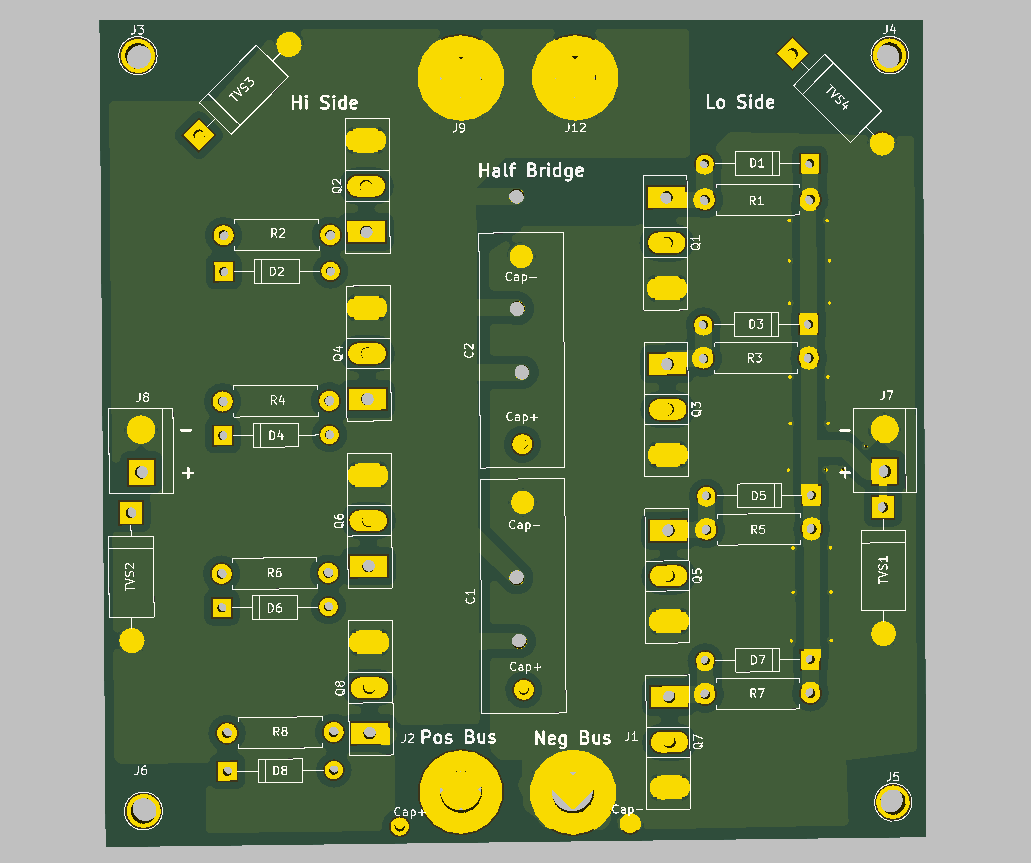 J3
J4
TVS3
TVS4
Hi Side
Lo Side
J9
J12
Half Bridge
Q2
D1
R1
Q1
R2
D2
Cap-
Q4
C2
D3
R3
Q3
R4
D4
Cap+
J8
-
+
J7
-
+
Q6
Cap-
D5
R5
Q5
TVS2
TVS1
R6
D6
C1
Cap+
Q8
D7
R7
Q7
R8
D8
J2
Pos Bus
Neg Bus
J1
J6
J5
Cap+
Cap-